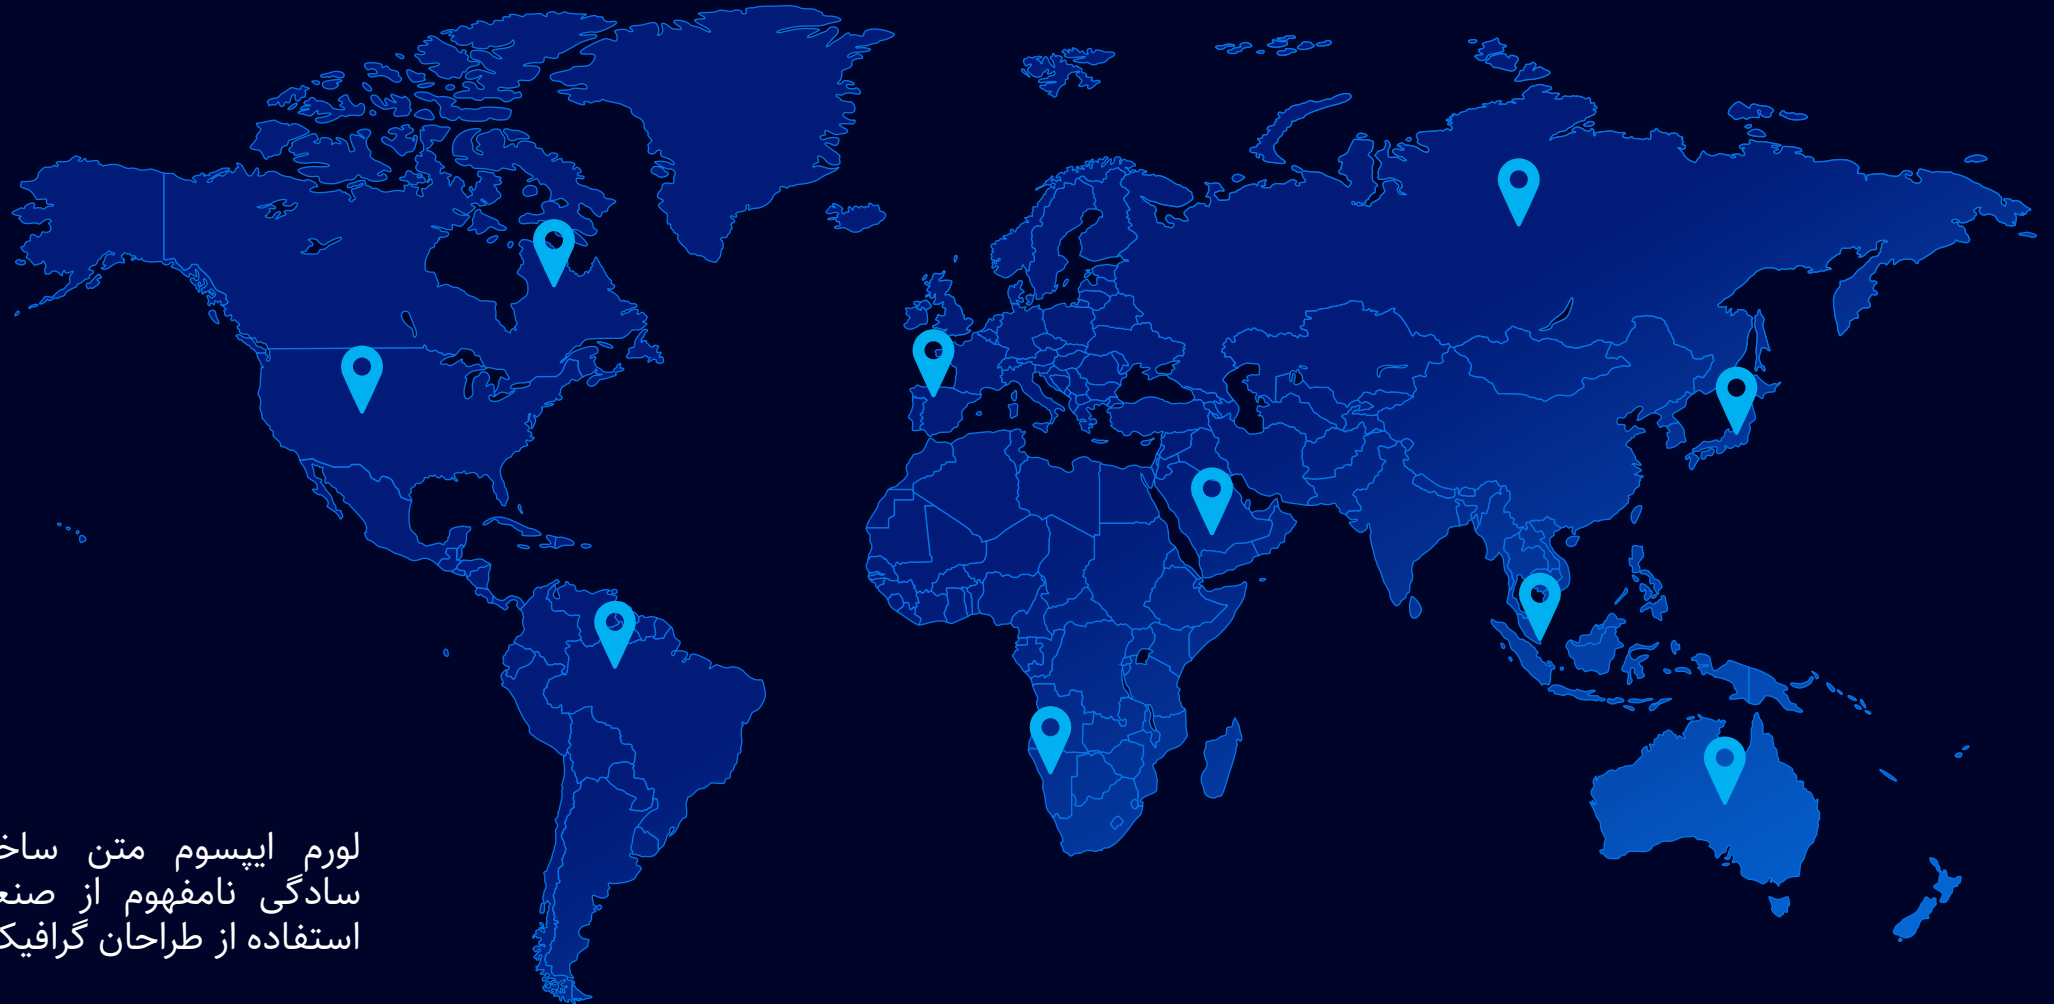 لورم ایپسوم متن
سادگی نامفهوم از
استفاده از طراحان گرافیک